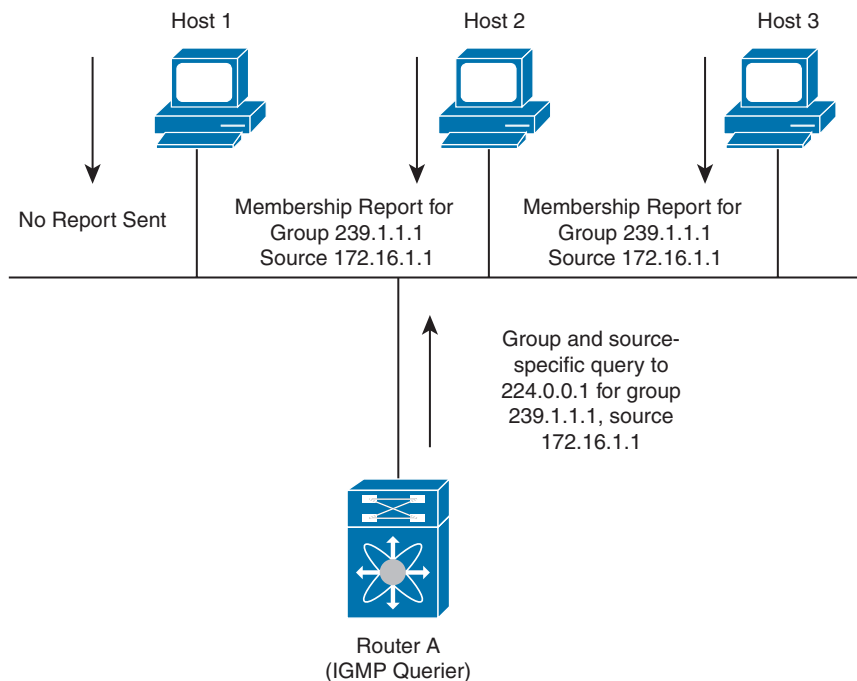 Host 1
Host 2
Host 3
No Report Sent
Membership Report for
Group 239.1.1.1
Source 172.16.1.1
Membership Report for
Group 239.1.1.1
Source 172.16.1.1
Group and source-
specific query to
224.0.0.1 for group
239.1.1.1, source
172.16.1.1
Router A
(IGMP Querier)